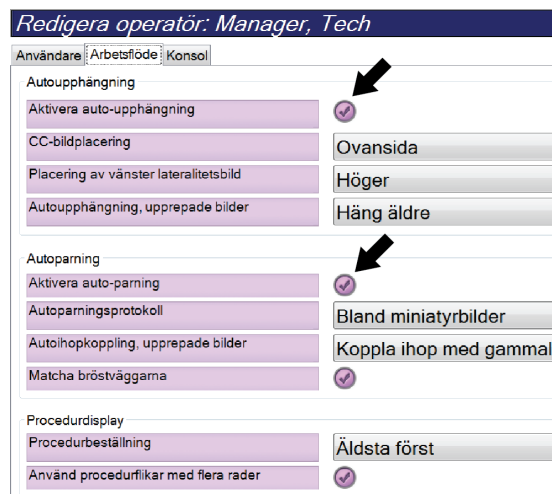 Redigera operatör: Manager, Tech
Användare Arbetsflöde Konsol
Autoupphängning
Aktivera auto-upphängning
CC-bildplacering Ovansida
Placering av vänster lateralitetsbild Höger
Autoupphängning, upprepade bilder Häng äldre
Autoparning
Aktivera auto-parning
Autoparningsprotokoll Bland miniatyrbilder
Autoihopkoppling, upprepade bilder Koppla ihop med gammal
Matcha bröstväggarna
Procedurdisplay
Procedurbeställning Äldsta först
Använd procedurflikar med flera rader